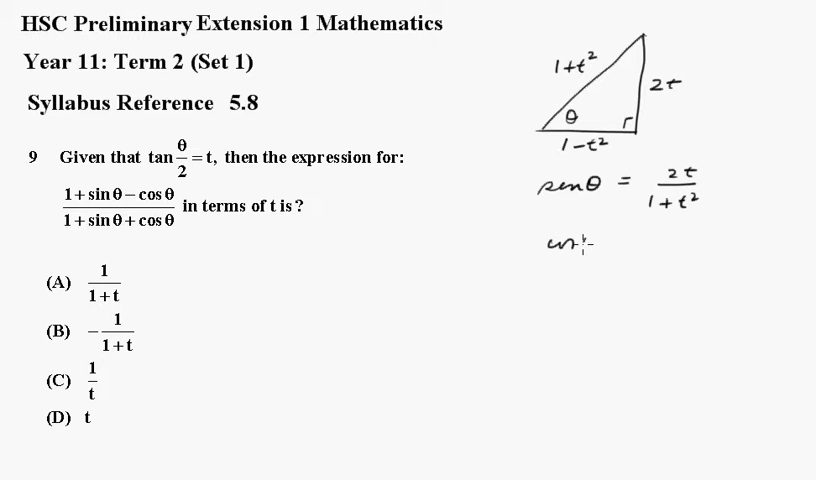 HSC Preliminary Extension 1 Mathematics
Year 11: Term 2 (Set 1)
Syllabus Reference 5.8
9 Given that tan θ/2 = t, then the expression for:
(1 + sin θ − cos θ)/(1 + sin θ + cos θ) in terms of t is?
(A) 1/(1 + t)
(B) −1/(1 + t)
(C) 1/t
(D) t
1+t²
2t
θ
1-t²
sinθ = 2t/(1+t²)